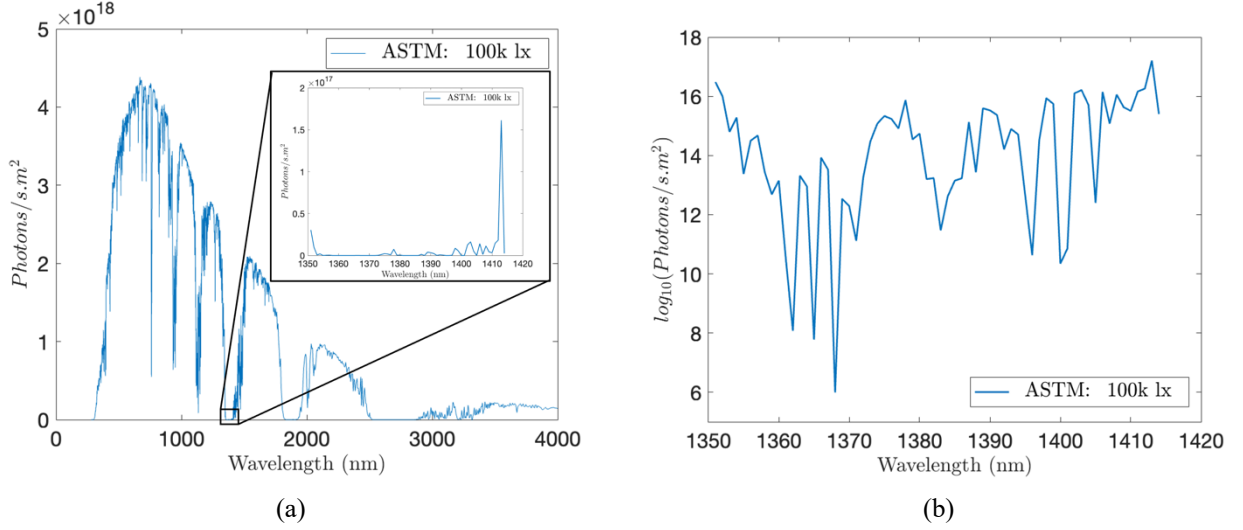 ×10^18
5
4
3
2
1
0
Photons/s.m^2
ASTM: 100k lx
×10^17
2
1.5
1
0.5
0
Photons/s.m^2
ASTM: 100k lx
1350 1360 1370 1380 1390 1400 1410 1420
Wavelength (nm)
0 1000 2000 3000 4000
Wavelength (nm)
(a)
18
16
14
12
10
8
6
log10(Photons/s.m^2)
ASTM: 100k lx
1350 1360 1370 1380 1390 1400 1410 1420
Wavelength (nm)
(b)